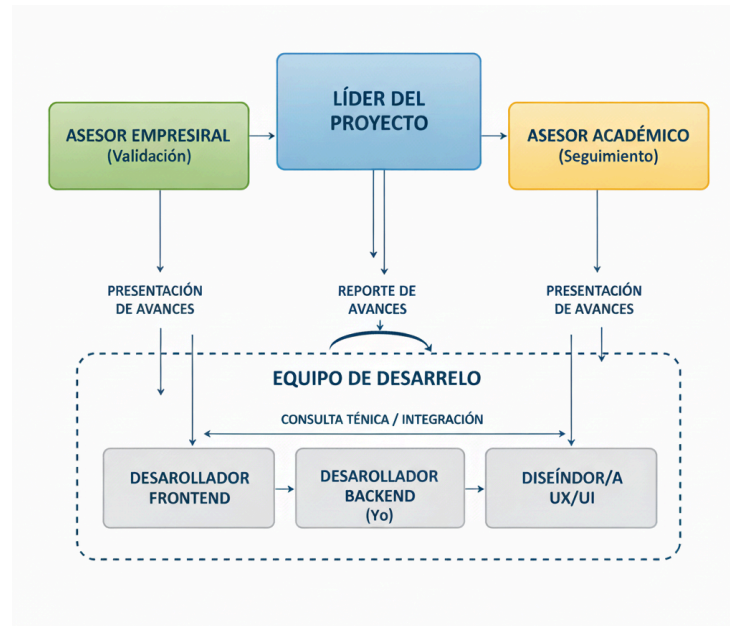 LÍDER DEL
PROYECTO
ASESOR EMPRESIRAL
(Validación)
ASESOR ACADÉMICO
(Seguimiento)
PRESENTACIÓN
DE AVANCES
REPORTE DE
AVANCES
PRESENTACIÓN
DE AVANCES
EQUIPO DE DESARRELO
CONSULTA TÉNICA / INTEGRACIÓN
DESAROLLADOR
FRONTEND
DESAROLLADOR
BACKEND
(Yo)
DISEÍNDOR/A
UX/UI